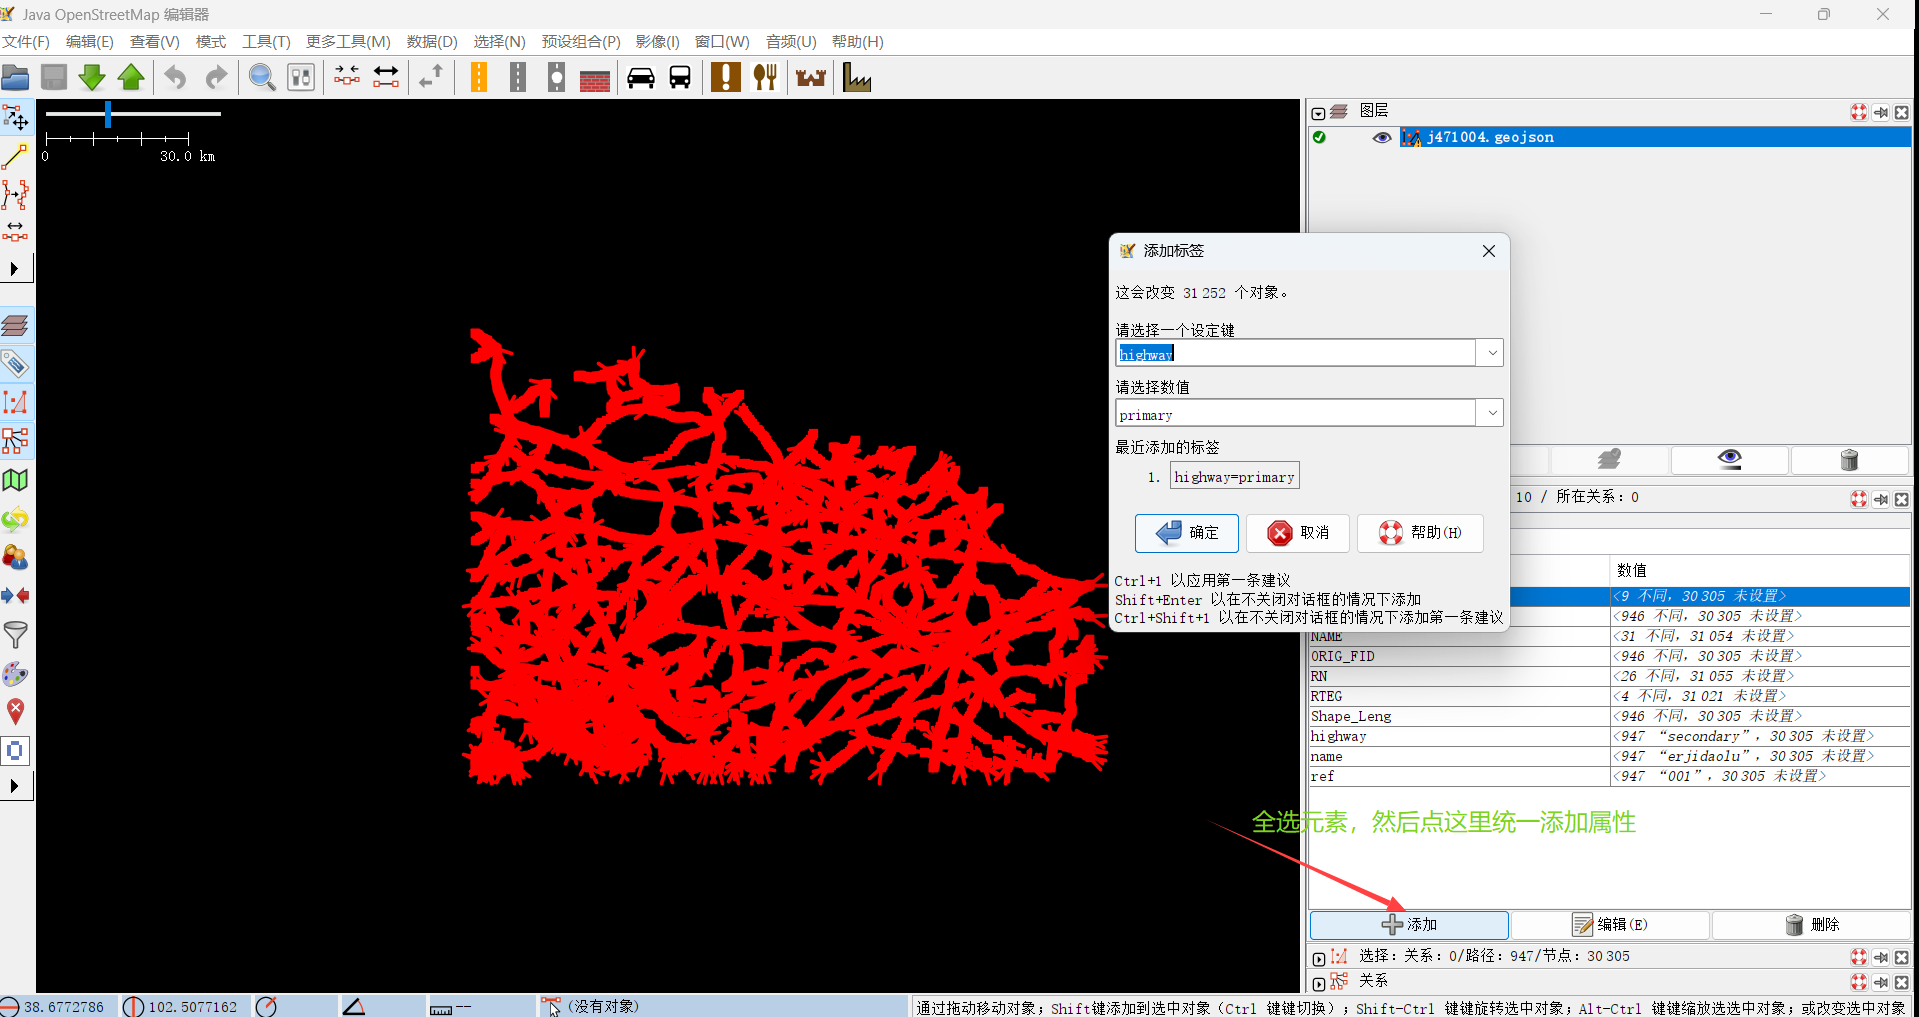 Java OpenStreetMap 编辑器
文件(F) 编辑(E) 查看(V) 模式 工具(T) 更多工具(M) 数据(D) 选择(N) 预设组合(P) 影像(I) 窗口(W) 音频(U) 帮助(H)
0 30.0 km
图层
j471004.geojson
添加标签
这会改变 31 252 个对象。
请选择一个设定键
highway
请选择数值
primary
最近添加的标签
1. highway=primary
确定 取消 帮助(H)
Ctrl+1 以应用第一条建议
Shift+Enter 以在不关闭对话框的情况下添加
Ctrl+Shift+1 以在不关闭对话框的情况下添加第一条建议
10 / 所在关系：0
数值
<9 不同，30 305 未设置>
<946 不同，30 305 未设置>
NAME <31 不同，31 054 未设置>
ORIG_FID <946 不同，30 305 未设置>
RN <26 不同，31 055 未设置>
RTEG <4 不同，31 021 未设置>
Shape_Leng <946 不同，30 305 未设置>
highway <947 “secondary”，30 305 未设置>
name <947 “erjidaolu”，30 305 未设置>
ref <947 “001”，30 305 未设置>
全选元素，然后点这里统一添加属性
添加 编辑(E) 删除
选择：关系：0/路径：947/节点：30 305
关系
38.6772786 102.5077162 -- (没有对象) 通过拖动移动对象；Shift键添加到选中对象（Ctrl 键键切换）；Shift-Ctrl 键键旋转选中对象；Alt-Ctrl 键键缩放选选中对象；或改变选中对象